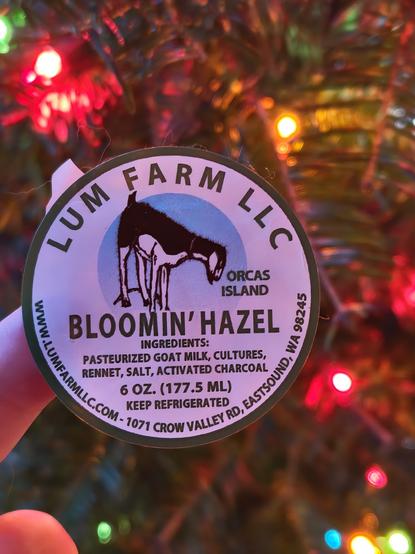 LUM FARM LLC
ORCAS
ISLAND
BLOOMIN' HAZEL
INGREDIENTS:
PASTEURIZED GOAT MILK, CULTURES,
RENNET, SALT, ACTIVATED CHARCOAL
6 OZ. (177.5 ML)
KEEP REFRIGERATED
WWW.LUMFARMLLC.COM - 1071 CROW VALLEY RD, EASTSOUND, WA 98245